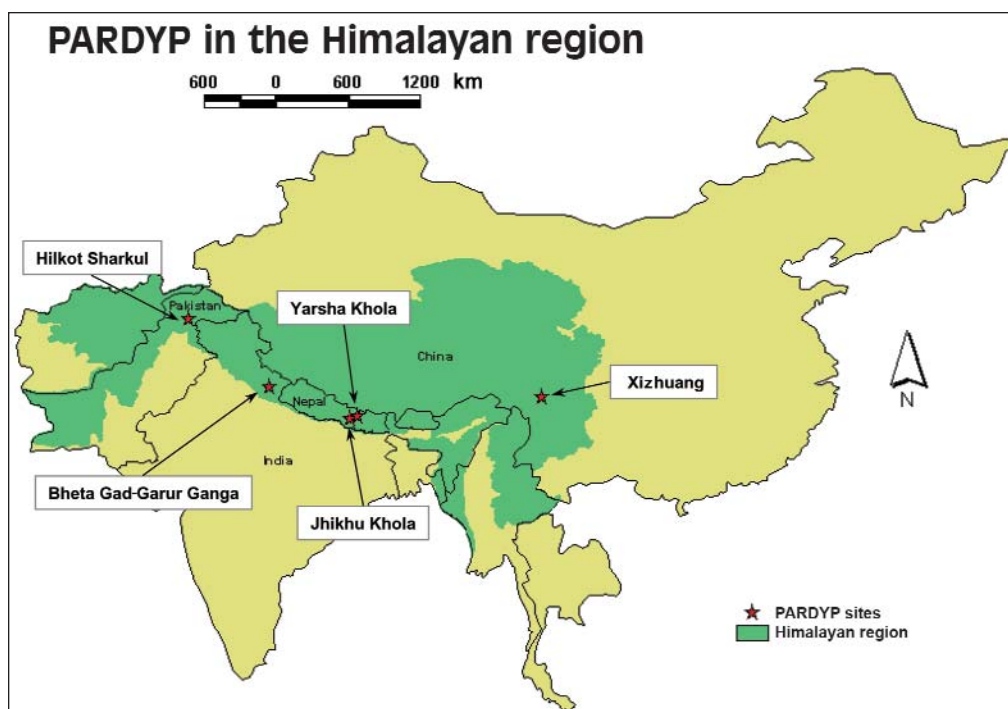 PARDYP in the Himalayan region
600 0 600 1200 km
Hilkot Sharkul
Pakistan
Yarsha Khola
China
Xizhuang
Nepal
N
India
Bheta Gad-Garur Ganga
Jhikhu Khola
PARDYP sites
Himalayan region